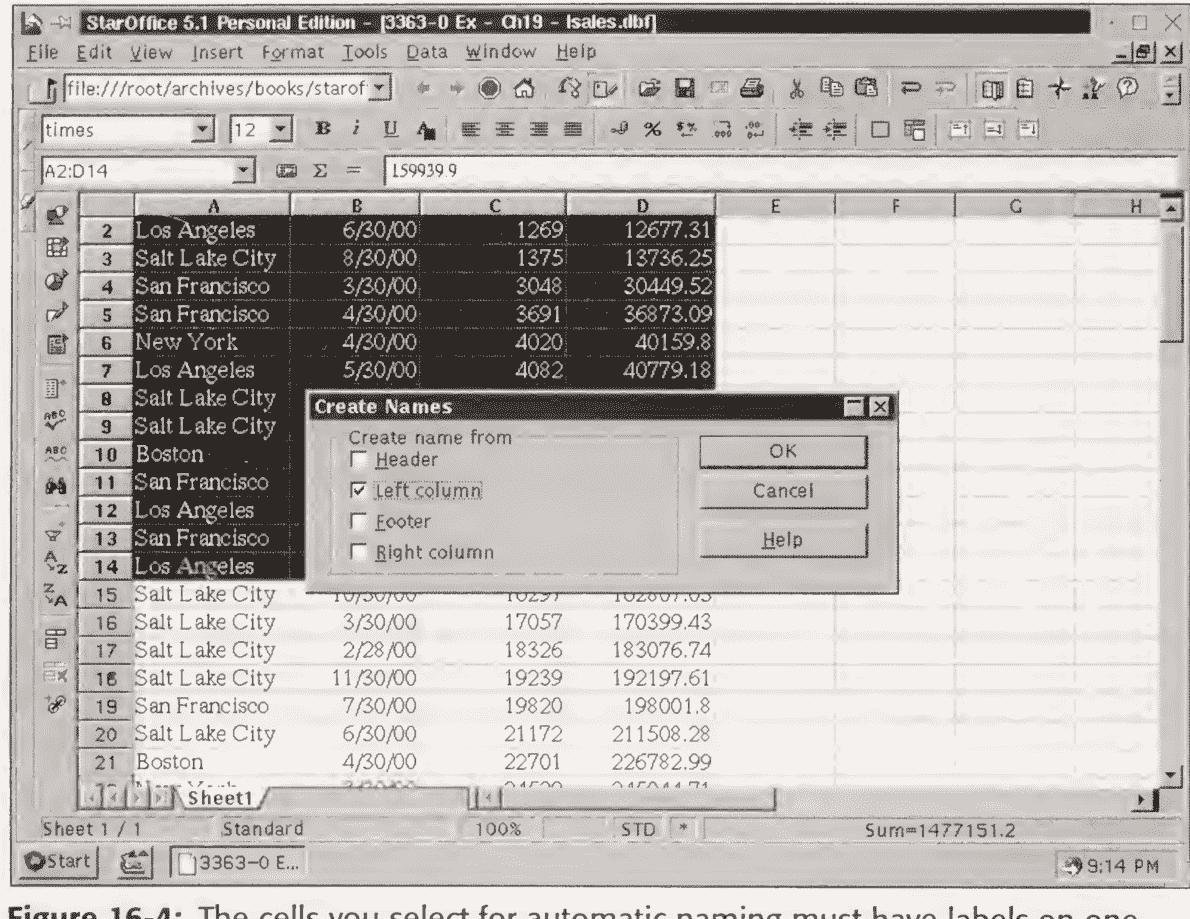 StarOffice 5.1 Personal Edition - [3363-0 Ex - Ch19 - lsales.dbf]
File Edit View Insert Format Tools Data Window Help
file:///root/archives/books/starof
times 12 B i U A %
A2:D14 Σ = 159939.9
A B C D E F G H
2 Los Angeles 6/30/00 1269 12677.31
3 Salt Lake City 8/30/00 1375 13736.25
4 San Francisco 3/30/00 3048 30449.52
5 San Francisco 4/30/00 3691 36873.09
6 New York 4/30/00 4020 40159.8
7 Los Angeles 5/30/00 4082 40779.18
8 Salt Lake City
9 Salt Lake City
10 Boston
11 San Francisco
12 Los Angeles
13 San Francisco
14 Los Angeles
Create Names
Create name from
Header
Left column
Footer
Right column
OK
Cancel
Help
15 Salt Lake City 10/30/00 10297 102867.03
16 Salt Lake City 3/30/00 17057 170399.43
17 Salt Lake City 2/28/00 18326 183076.74
18 Salt Lake City 11/30/00 19239 192197.61
19 San Francisco 7/30/00 19820 198001.8
20 Salt Lake City 6/30/00 21172 211508.28
21 Boston 4/30/00 22701 226782.99
Sheet1
Sheet 1 / 1 Standard 100% STD * Sum=1477151.2
Start 3363-0 E... 9:14 PM
Figure 16-4: The cells you select for automatic naming must have labels on one